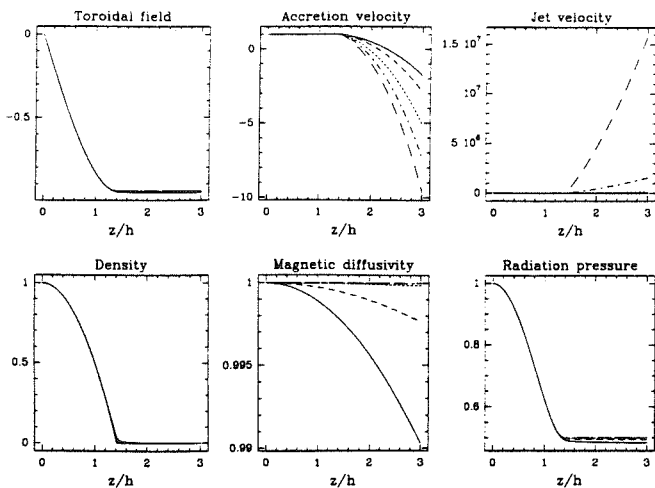 Toroidal field
Accretion velocity
Jet velocity
0
-0.5
0 1 2 3
z/h
0
-5
-10
0 1 2 3
z/h
1.5 10⁷
10⁷
5 10⁶
0
0 1 2 3
z/h
Density
Magnetic diffusivity
Radiation pressure
1
0.5
0
0 1 2 3
z/h
1
0.995
0.99
0 1 2 3
z/h
1
0.8
0.6
0 1 2 3
z/h